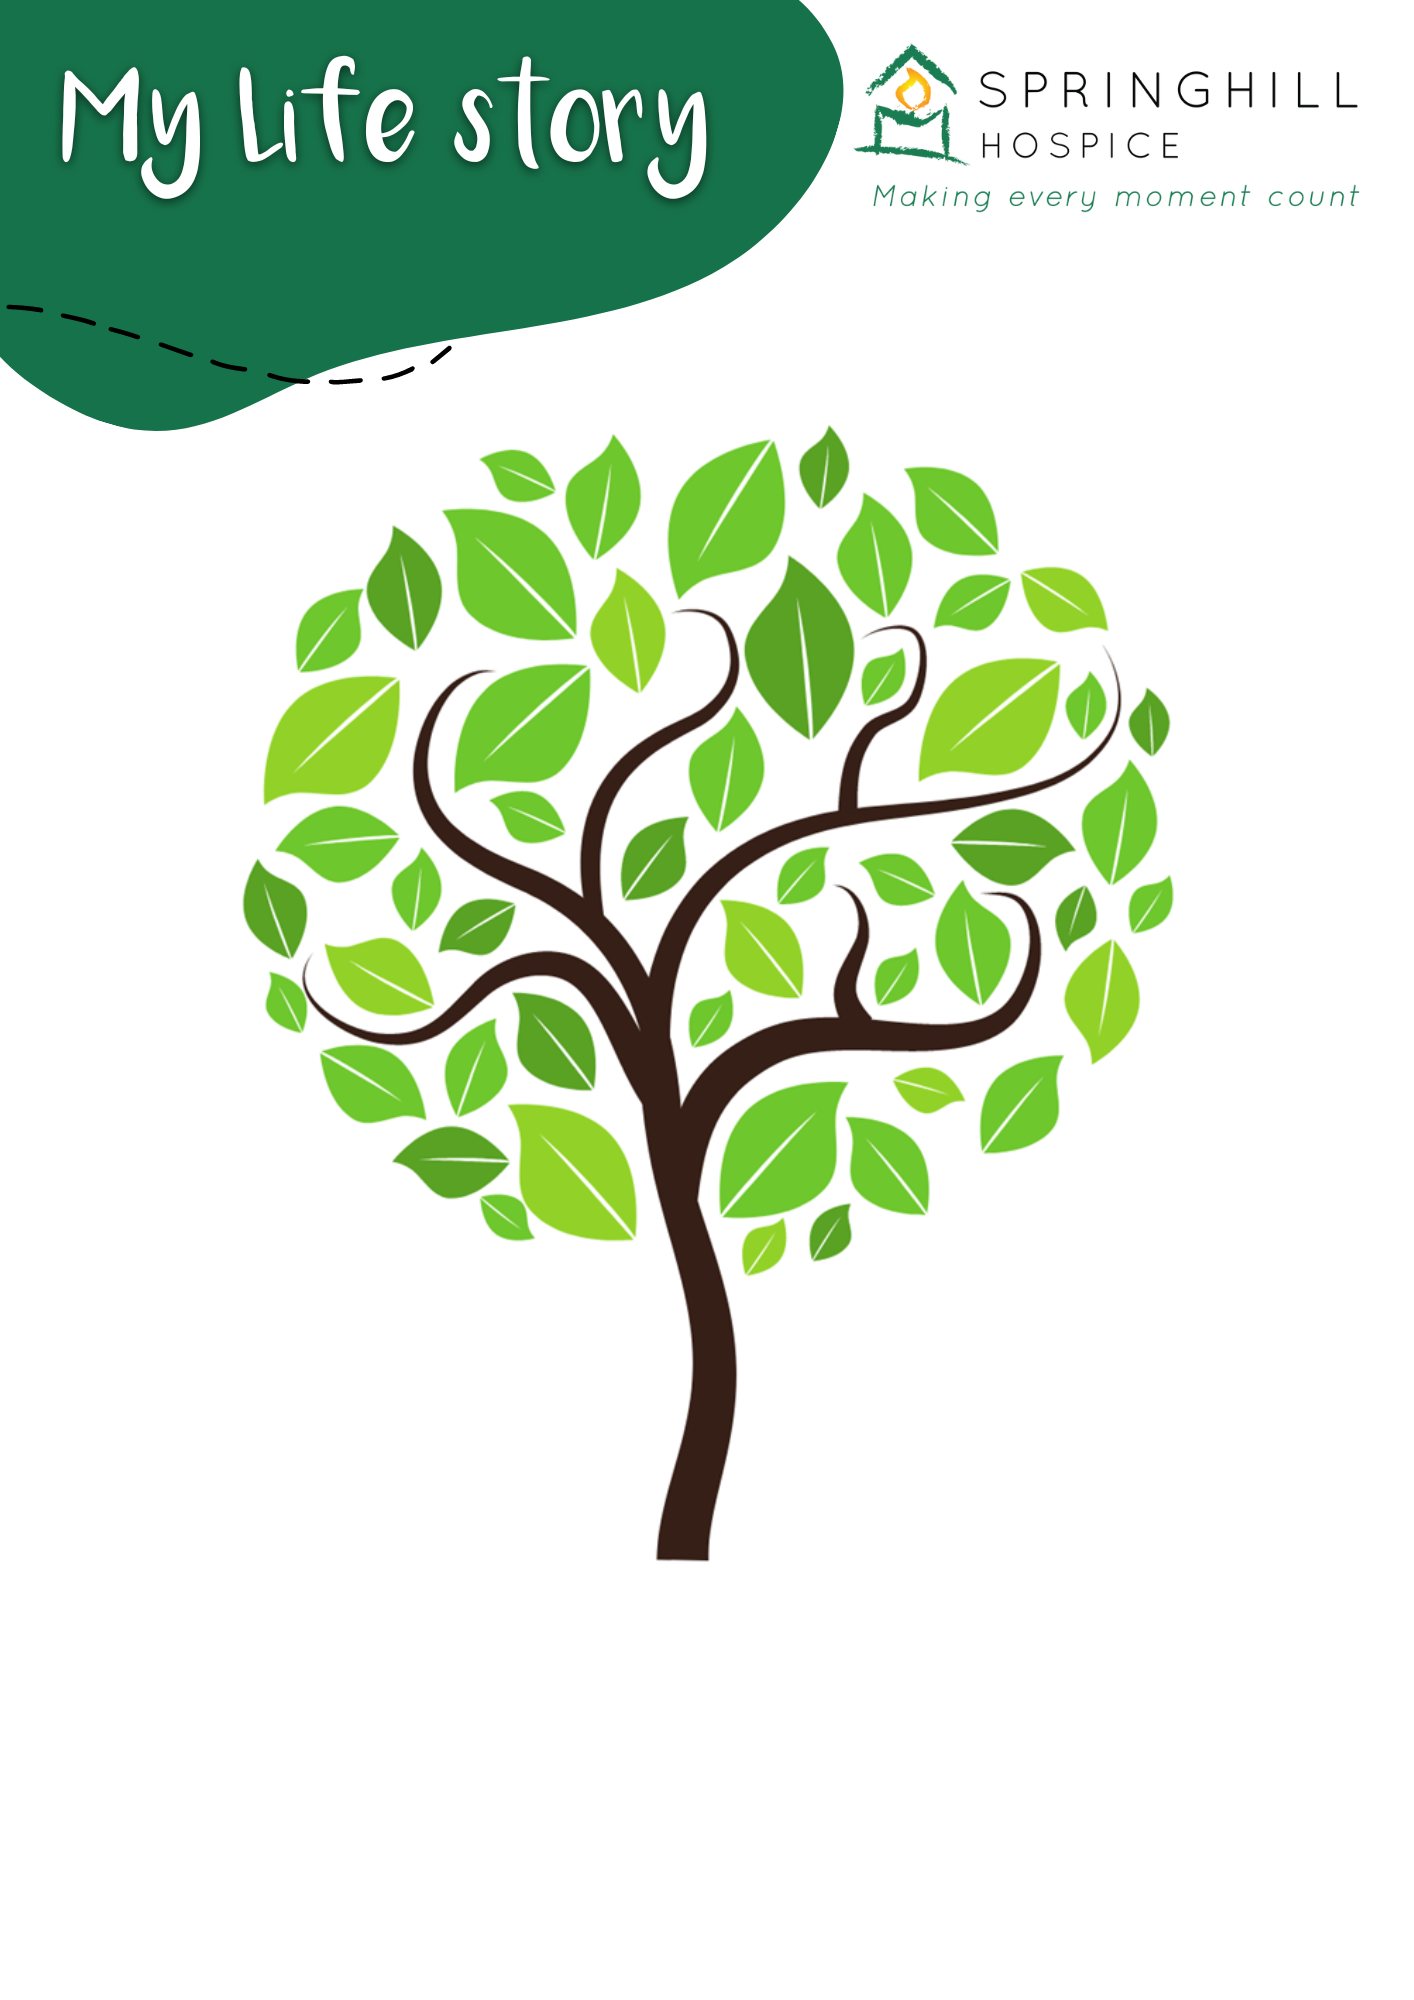 My Life story
SPRINGHILL
HOSPICE
Making every moment count